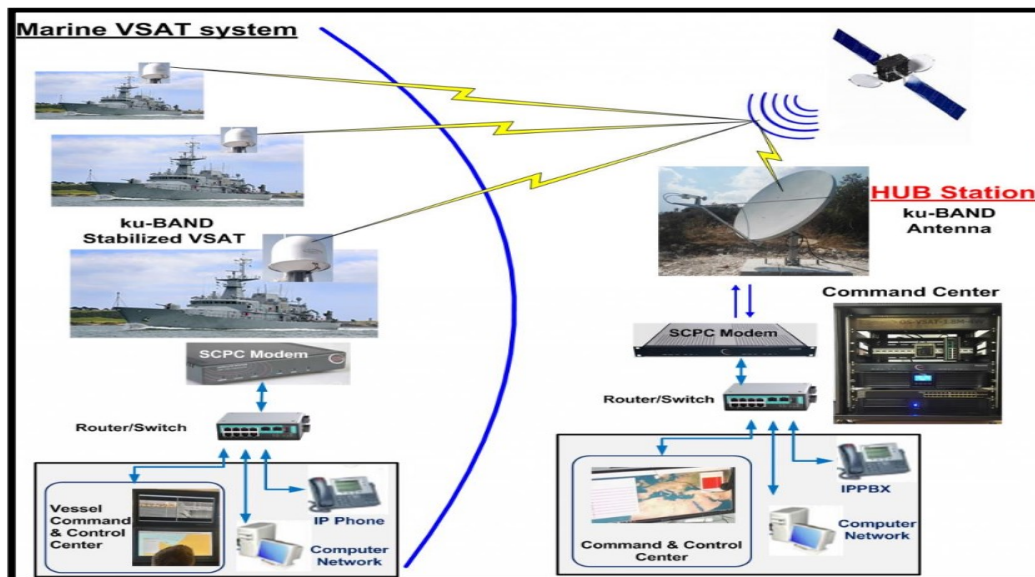 Marine VSAT system
ku-BAND
Stabilized VSAT
SCPC Modem
Router/Switch
Vessel
Command
& Control
Center
IP Phone
Computer
Network
HUB Station
ku-BAND
Antenna
Command Center
SCPC Modem
Router/Switch
IPPBX
Computer
Network
Command & Control
Center